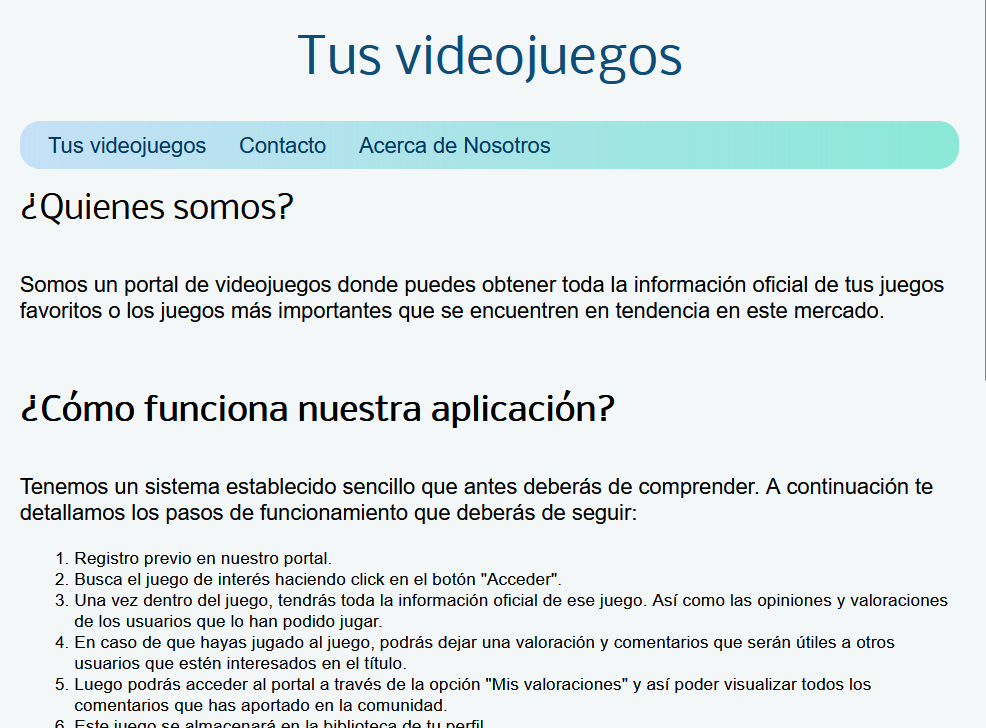 Tus videojuegos
Tus videojuegos Contacto Acerca de Nosotros
¿Quienes somos?
Somos un portal de videojuegos donde puedes obtener toda la información oficial de tus juegos
favoritos o los juegos más importantes que se encuentren en tendencia en este mercado.
¿Cómo funciona nuestra aplicación?
Tenemos un sistema establecido sencillo que antes deberás de comprender. A continuación te
detallamos los pasos de funcionamiento que deberás de seguir:
1. Registro previo en nuestro portal.
2. Busca el juego de interés haciendo click en el botón "Acceder".
3. Una vez dentro del juego, tendrás toda la información oficial de ese juego. Así como las opiniones y valoraciones
de los usuarios que lo han podido jugar.
4. En caso de que hayas jugado al juego, podrás dejar una valoración y comentarios que serán útiles a otros
usuarios que estén interesados en el título.
5. Luego podrás acceder al portal a través de la opción "Mis valoraciones" y así poder visualizar todos los
comentarios que has aportado en la comunidad.
6. Este juego se almacenará en la biblioteca de tu perfil.